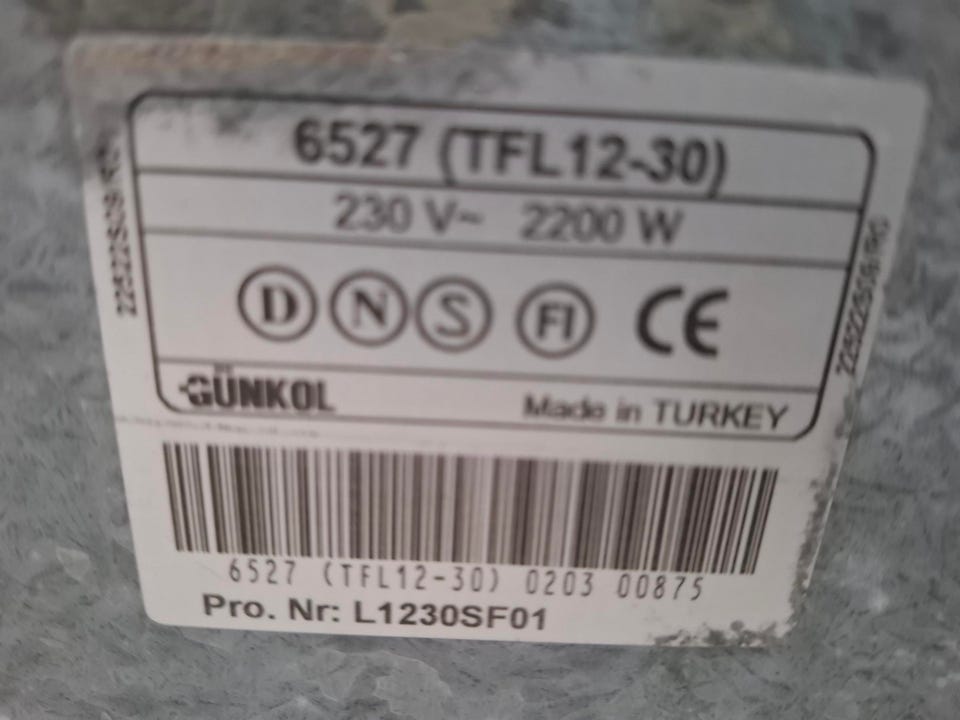 6527 (TFL12-30)
230 V~ 2200 W
D N S FI CE
GÜNKOL
Made in TURKEY
6527 (TFL12-30) 0203 00875
Pro. Nr: L1230SF01